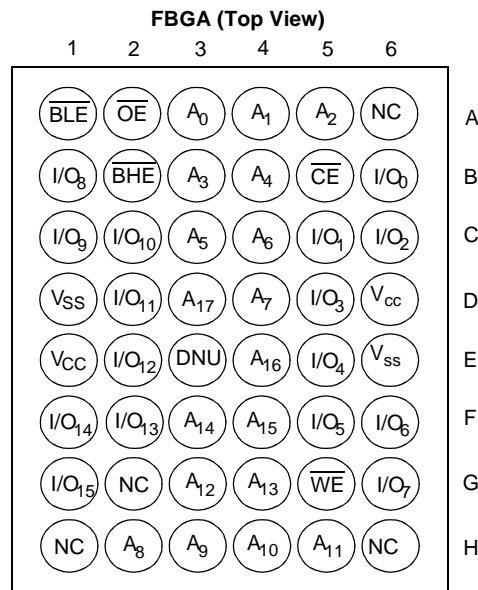 FBGA (Top View)
1 2 3 4 5 6
BLE OE A0 A1 A2 NC A
I/O8 BHE A3 A4 CE I/O0 B
I/O9 I/O10 A5 A6 I/O1 I/O2 C
VSS I/O11 A17 A7 I/O3 Vcc D
VCC I/O12 DNU A16 I/O4 Vss E
I/O14 I/O13 A14 A15 I/O5 I/O6 F
I/O15 NC A12 A13 WE I/O7 G
NC A8 A9 A10 A11 NC H